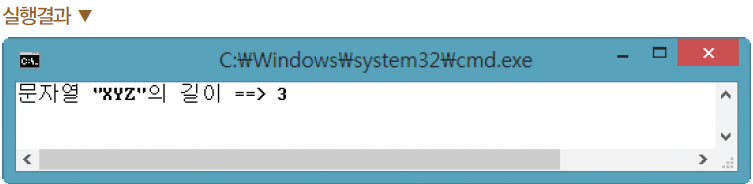 실행결과 ▼
C:\Windows\system32\cmd.exe
문자열 "XYZ"의 길이 ==> 3